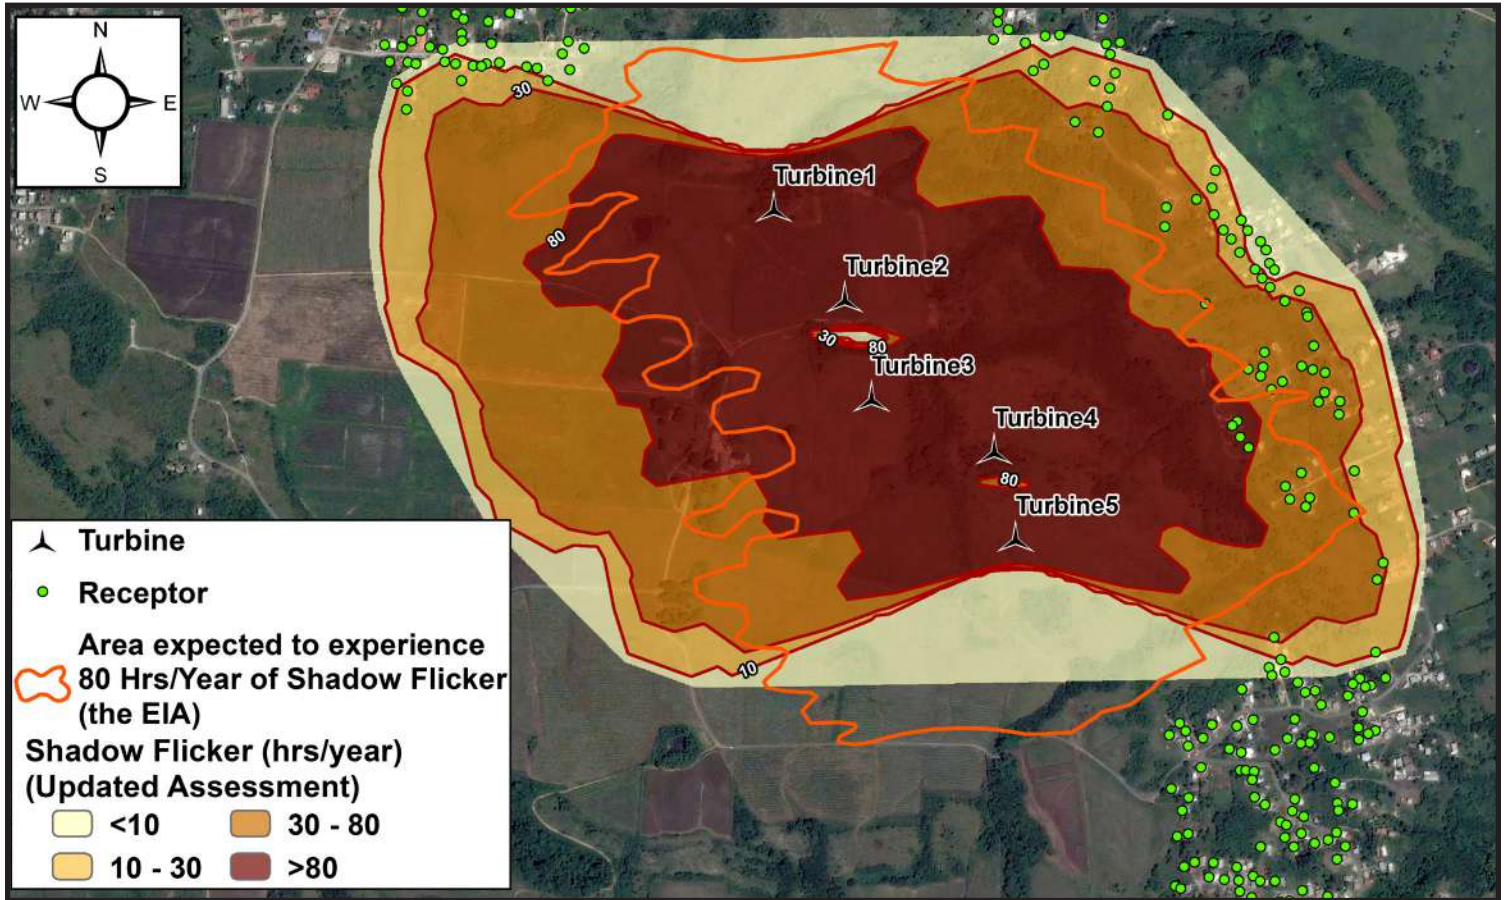 N
W E
S
30
Turbine1
80
Turbine2
30
80
Turbine3
Turbine4
80
Turbine5
10
Turbine
Receptor
Area expected to experience
80 Hrs/Year of Shadow Flicker
(the EIA)
Shadow Flicker (hrs/year)
(Updated Assessment)
<10 30 - 80
10 - 30 >80